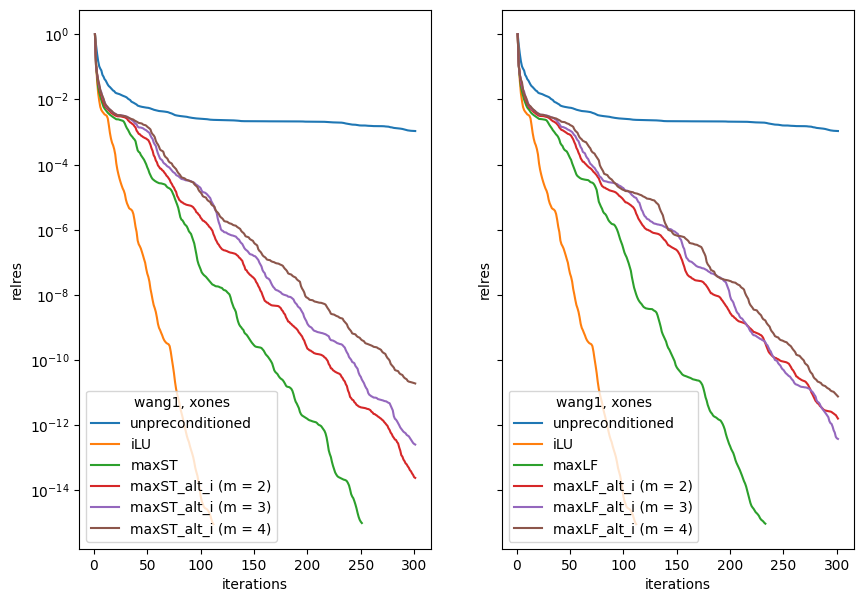 10⁰
10⁻²
10⁻⁴
10⁻⁶
10⁻⁸
10⁻¹⁰
10⁻¹²
10⁻¹⁴
relres
wang1, xones
unpreconditioned
iLU
maxST
maxST_alt_i (m = 2)
maxST_alt_i (m = 3)
maxST_alt_i (m = 4)
0 50 100 150 200 250 300
iterations
relres
wang1, xones
unpreconditioned
iLU
maxLF
maxLF_alt_i (m = 2)
maxLF_alt_i (m = 3)
maxLF_alt_i (m = 4)
0 50 100 150 200 250 300
iterations